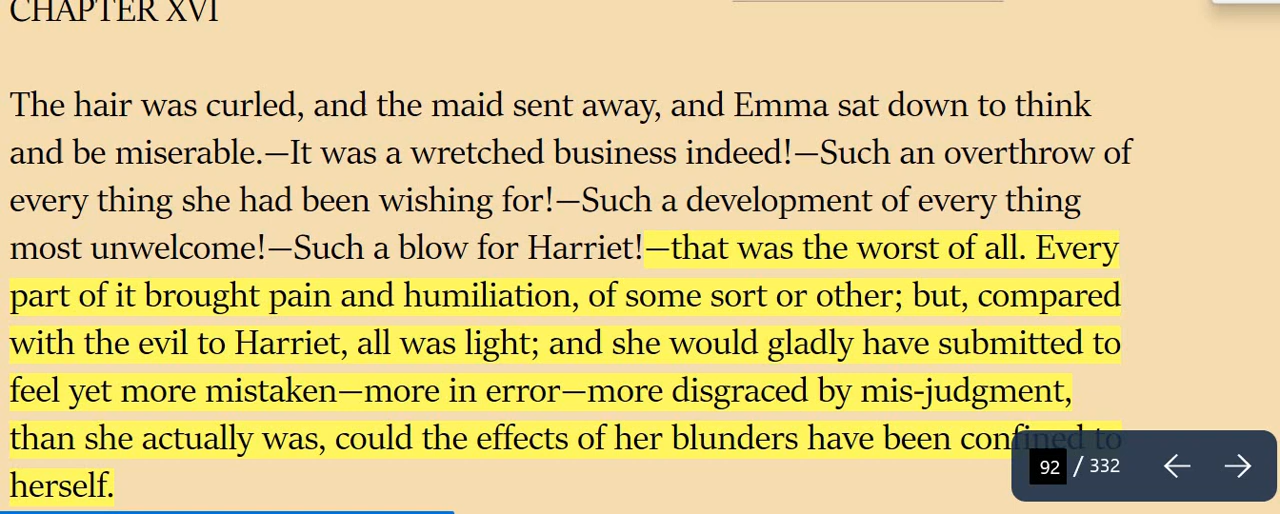 CHAPTER XVI
The hair was curled, and the maid sent away, and Emma sat down to think
and be miserable.—It was a wretched business indeed!—Such an overthrow of
every thing she had been wishing for!—Such a development of every thing
most unwelcome!—Such a blow for Harriet!—that was the worst of all. Every
part of it brought pain and humiliation, of some sort or other; but, compared
with the evil to Harriet, all was light; and she would gladly have submitted to
feel yet more mistaken—more in error—more disgraced by mis-judgment,
than she actually was, could the effects of her blunders have been confined to
herself.
92 / 332